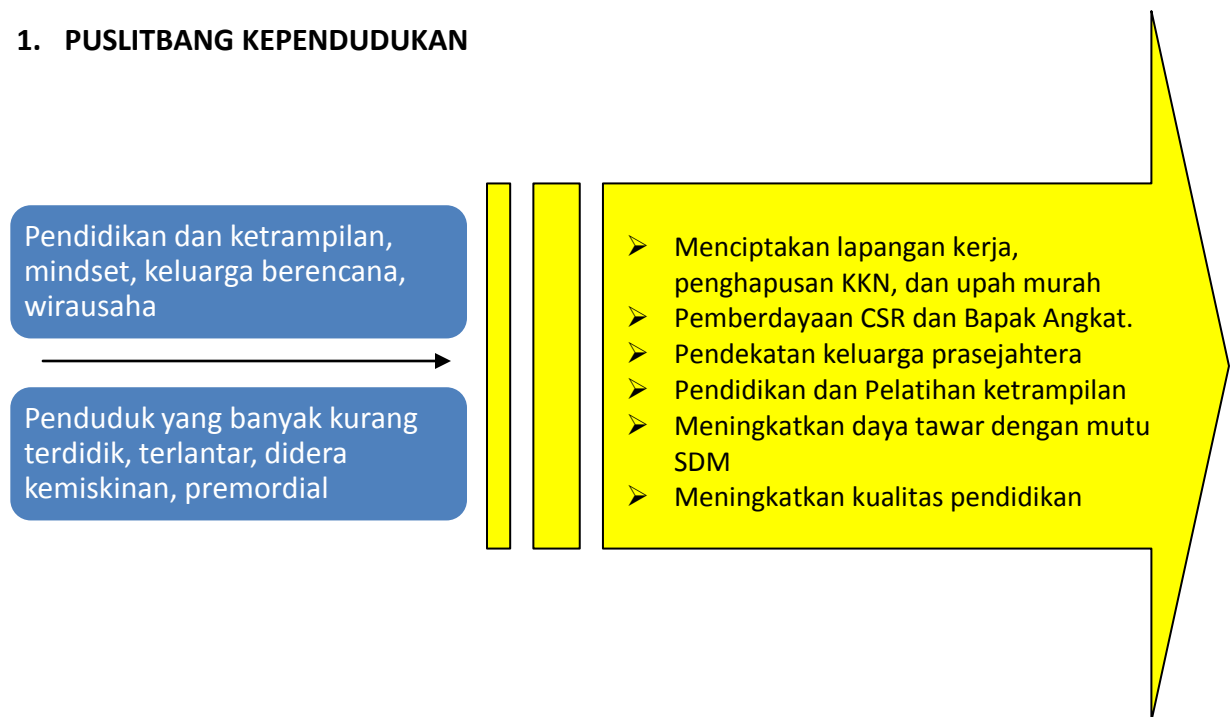 1. PUSLITBANG KEPENDUDUKAN
Pendidikan dan ketrampilan,
mindset, keluarga berencana,
wirausaha
Penduduk yang banyak kurang
terdidik, terlantar, didera
kemiskinan, premordial
➤ Menciptakan lapangan kerja,
penghapusan KKN, dan upah murah
➤ Pemberdayaan CSR dan Bapak Angkat.
➤ Pendekatan keluarga prasejahtera
➤ Pendidikan dan Pelatihan ketrampilan
➤ Meningkatkan daya tawar dengan mutu
SDM
➤ Meningkatkan kualitas pendidikan